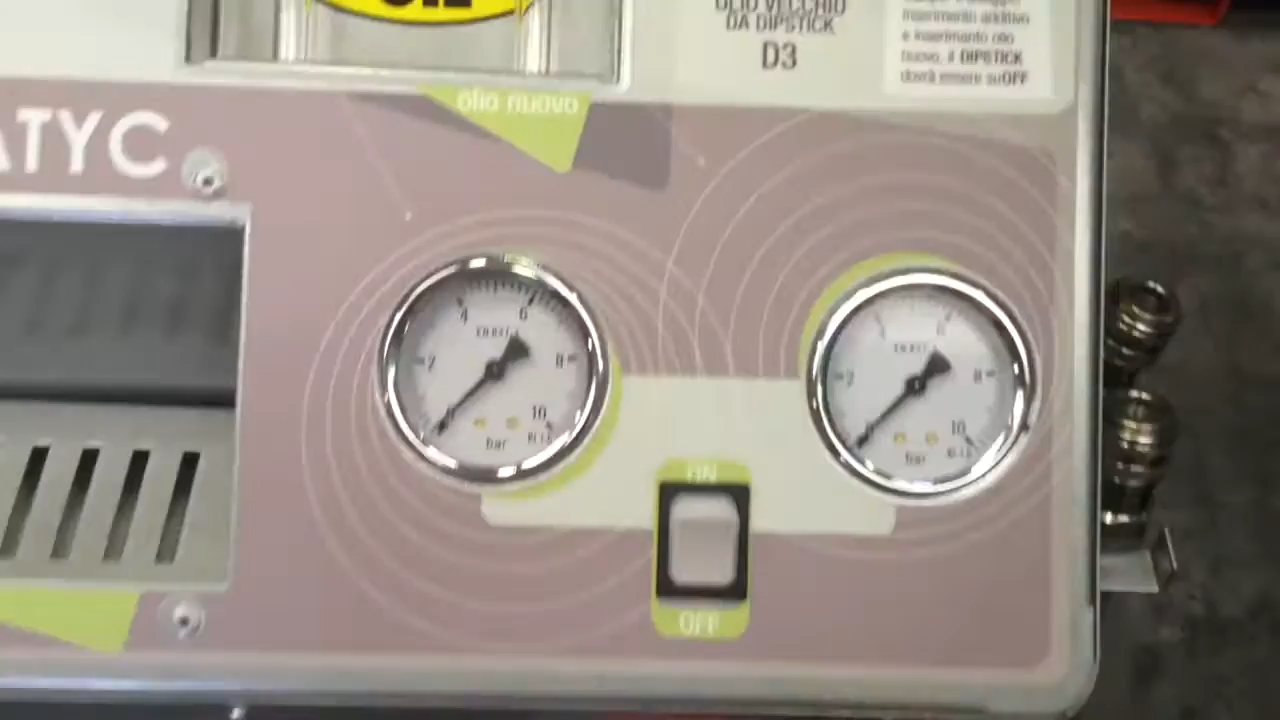 OIL
OLIO VECCHIO
DA DIPSTICK
D3
inserimento additivo
e inserimento olio
nuovo, il DIPSTICK
dovrà essere su OFF
olio nuovo
ATYC
2
4
6
8
10
bar
2
6
8
10
bar
ON
OFF